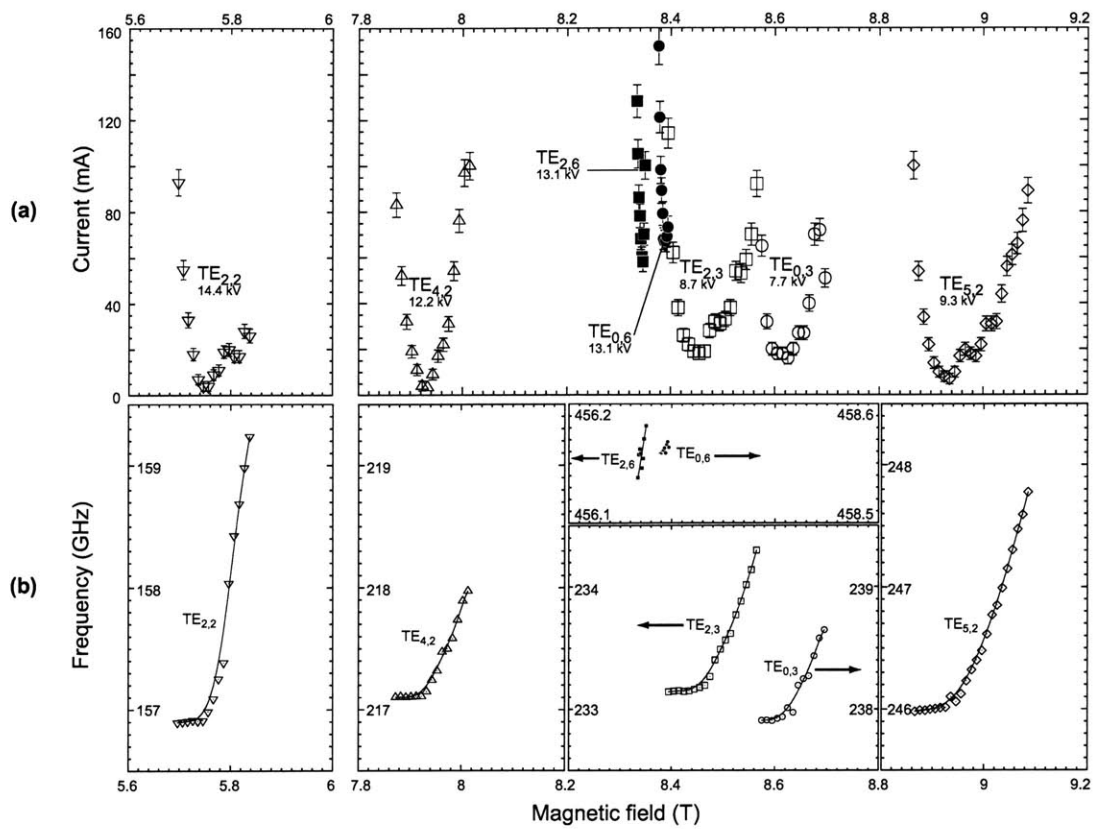 5.6 5.8 6 7.8 8 8.2 8.4 8.6 8.8 9 9.2
(a)
Current (mA)
160
120
80
40
0
TE2,2
14.4 kV
TE4,2
12.2 kV
TE2,6
13.1 kV
TE0,6
13.1 kV
TE2,3
8.7 kV
TE0,3
7.7 kV
TE5,2
9.3 kV
(b)
Frequency (GHz)
159
158
157
TE2,2
219
218
217
TE4,2
456.2 458.6
TE2,6 TE0,6
456.1 458.5
234 239
TE2,3
TE0,3
233 238
248
247
246
TE5,2
5.6 5.8 6 7.8 8 8.2 8.4 8.6 8.8 9 9.2
Magnetic field (T)